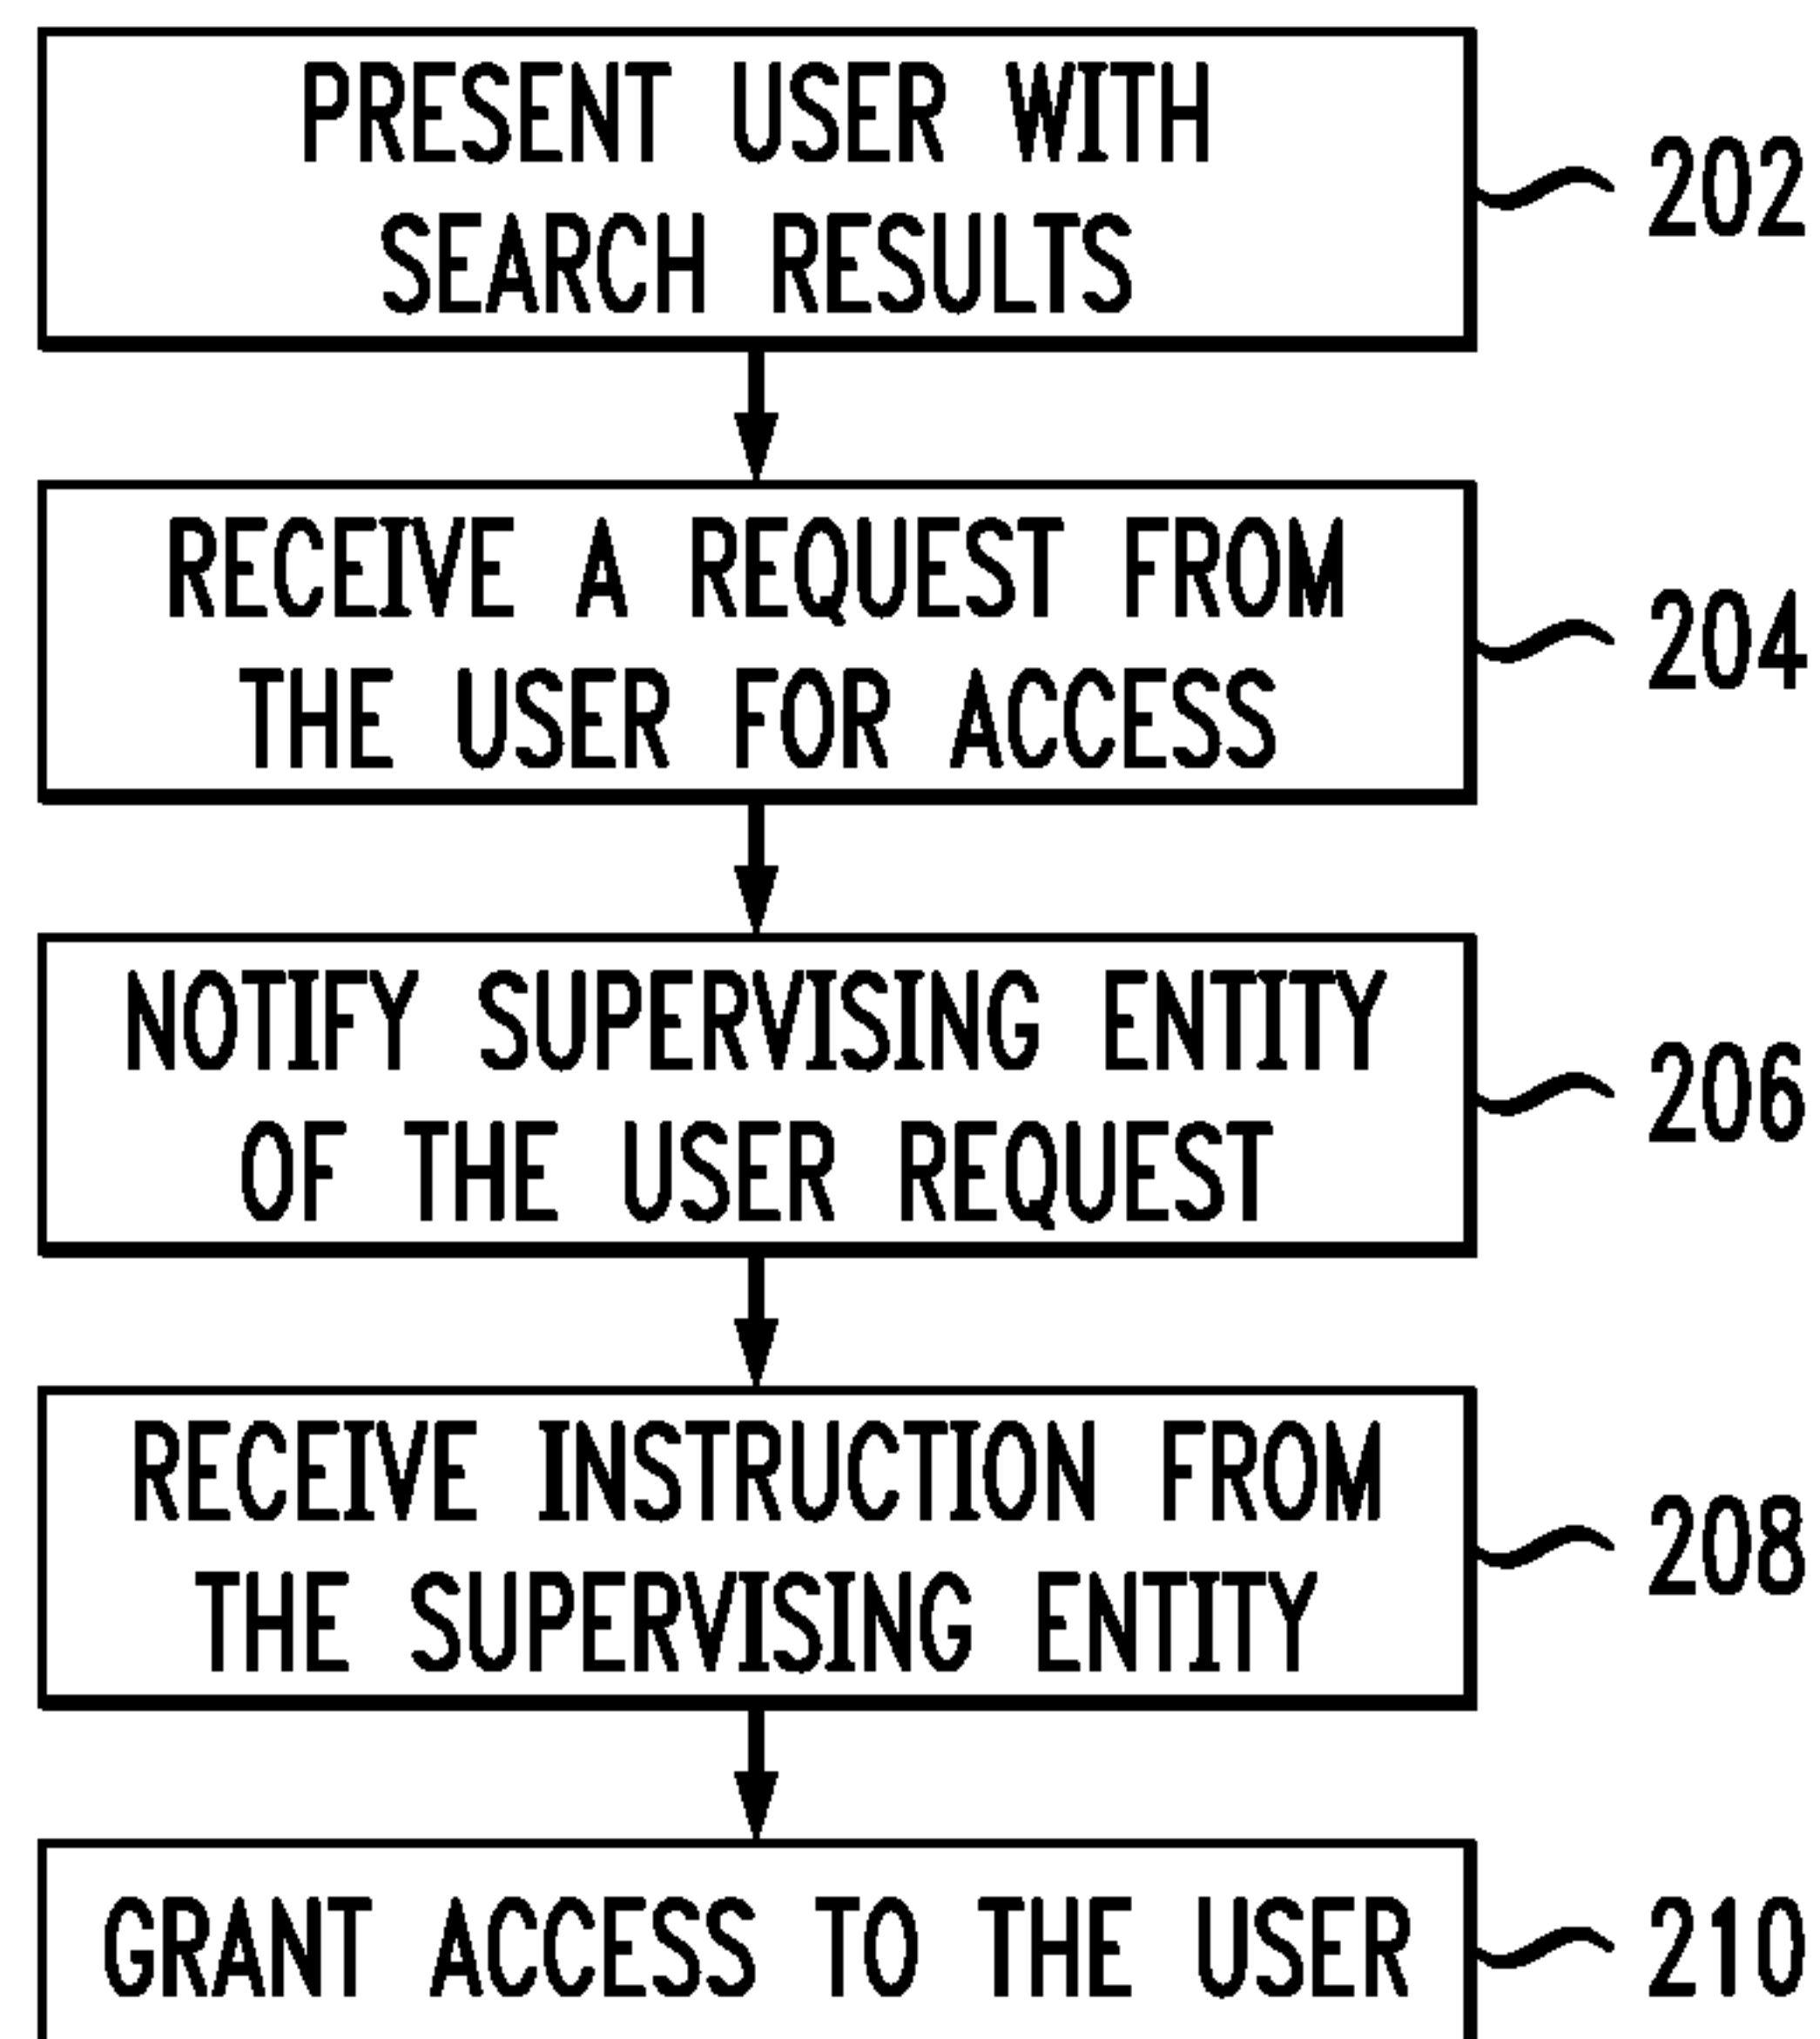 PRESENT USER WITH
SEARCH RESULTS
202
RECEIVE A REQUEST FROM
THE USER FOR ACCESS
204
NOTIFY SUPERVISING ENTITY
OF THE USER REQUEST
206
RECEIVE INSTRUCTION FROM
THE SUPERVISING ENTITY
208
GRANT ACCESS TO THE USER
210